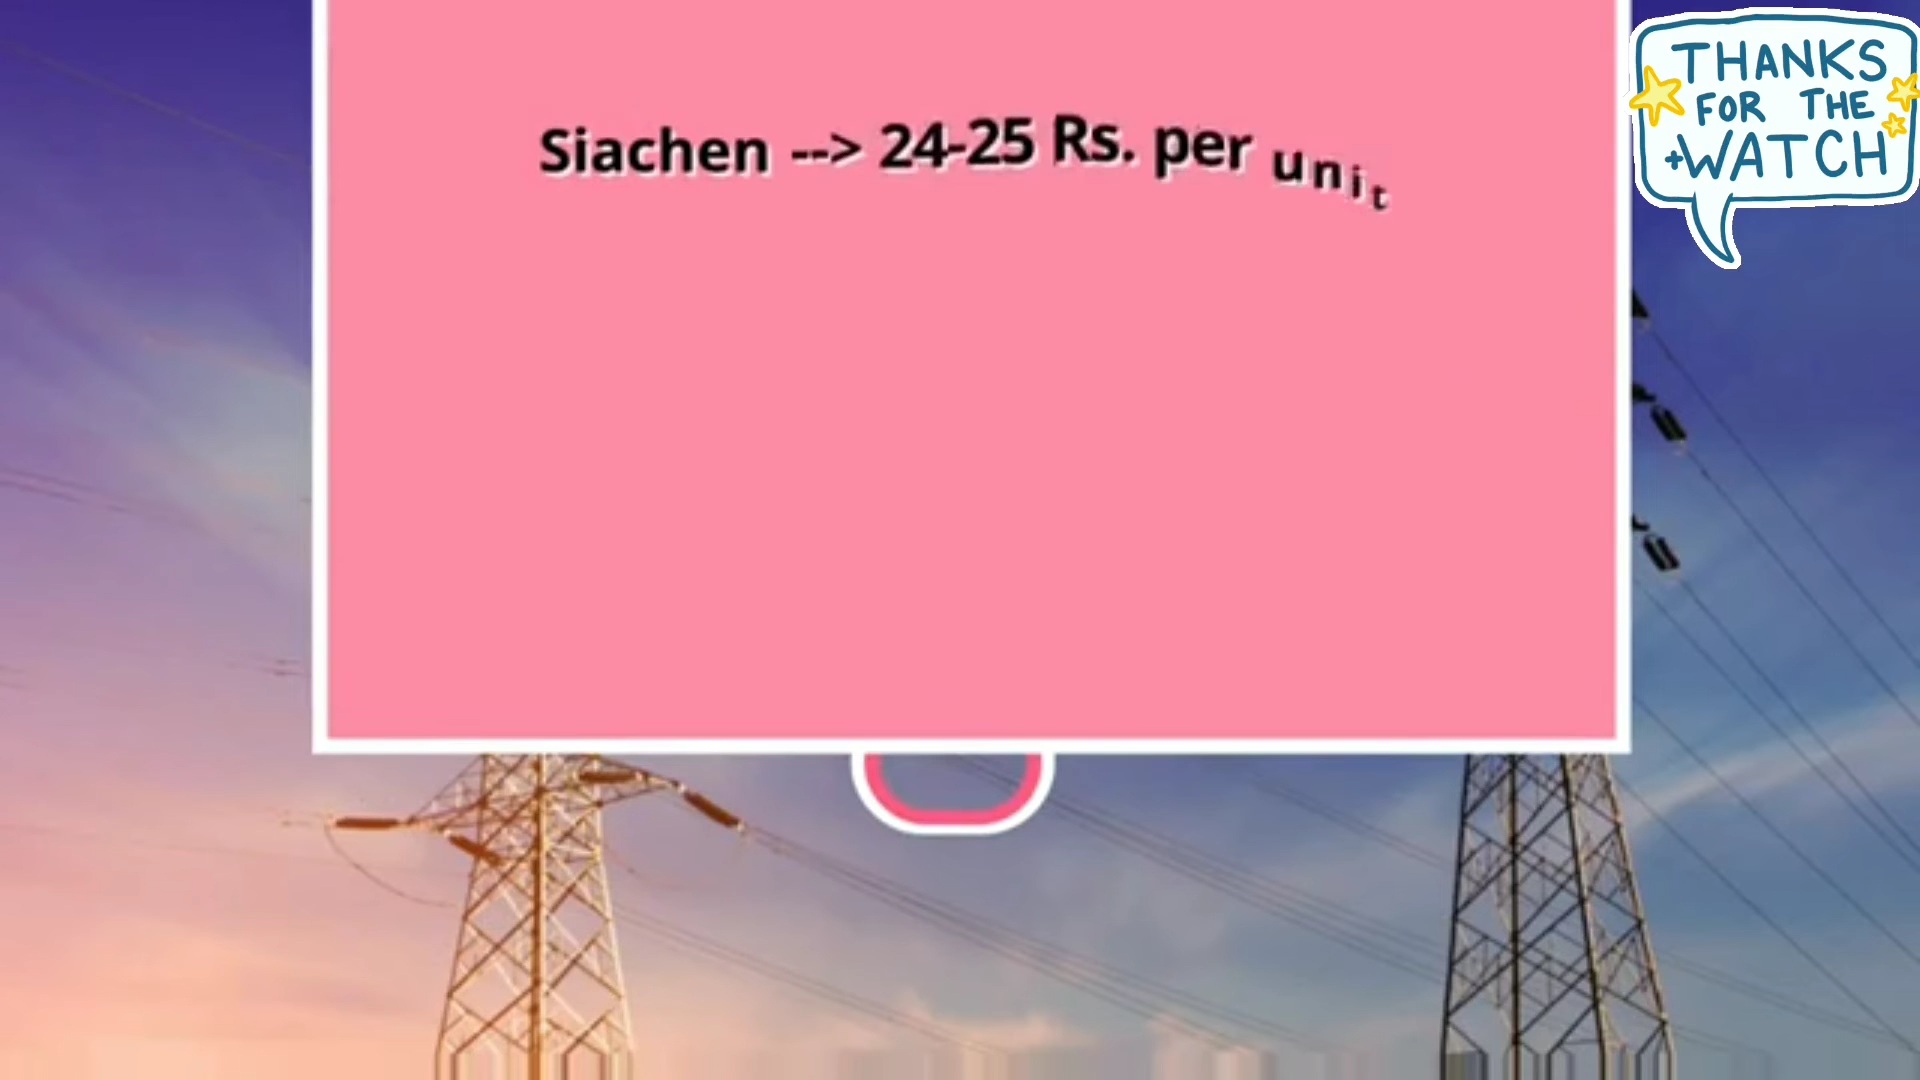 Siachen --> 24-25 Rs. per unit
THANKS
FOR THE
WATCH